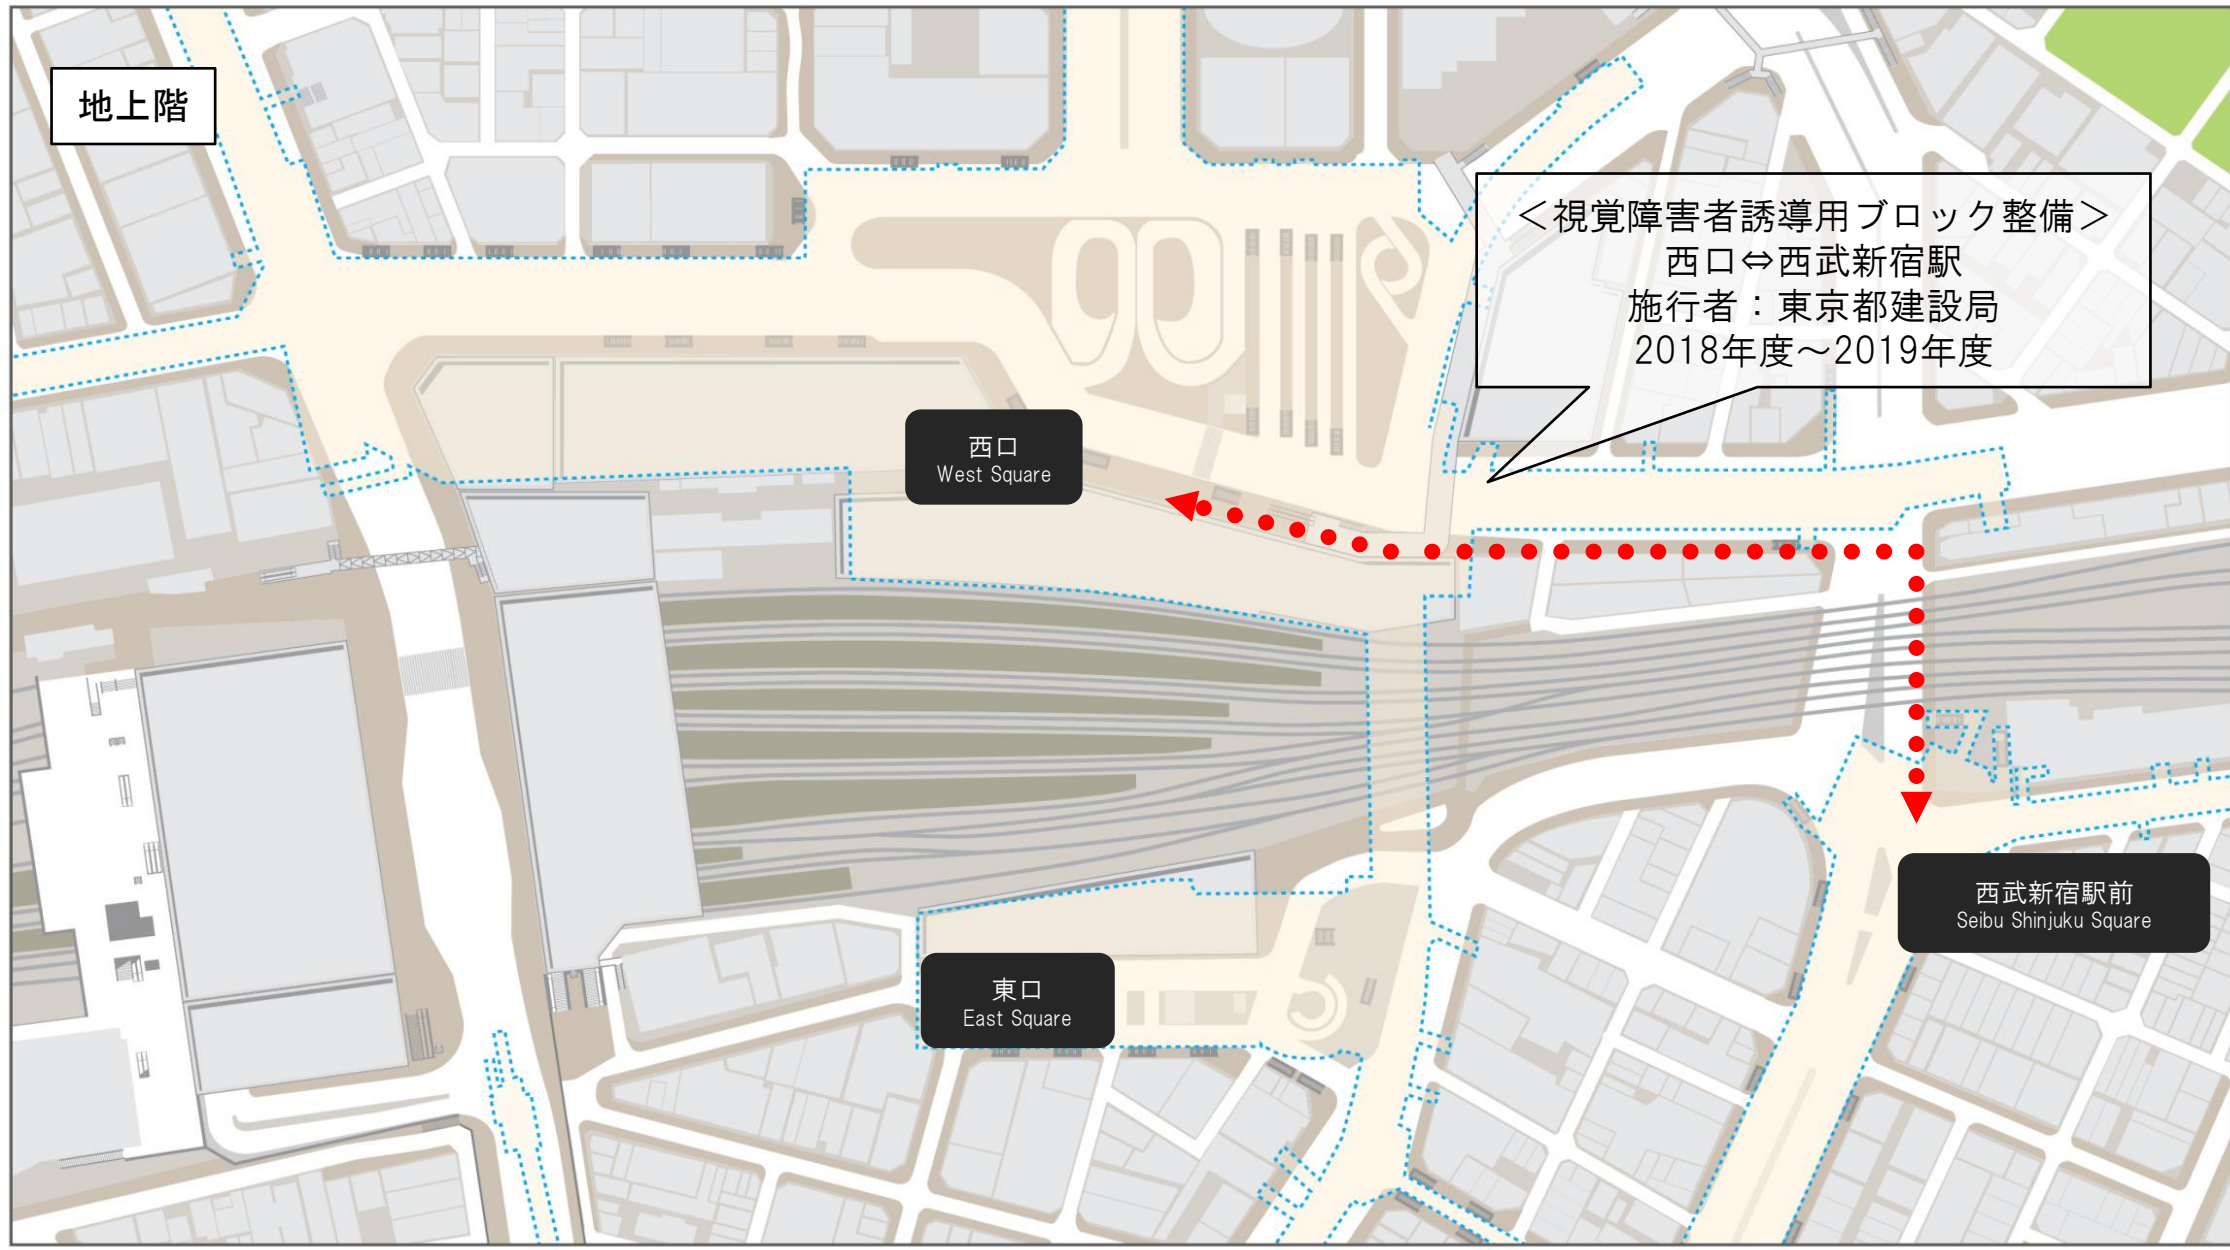 地上階
＜視覚障害者誘導用ブロック整備＞
西口⇔西武新宿駅
施行者：東京都建設局
2018年度～2019年度
西口
West Square
西武新宿駅前
Seibu Shinjuku Square
東口
East Square